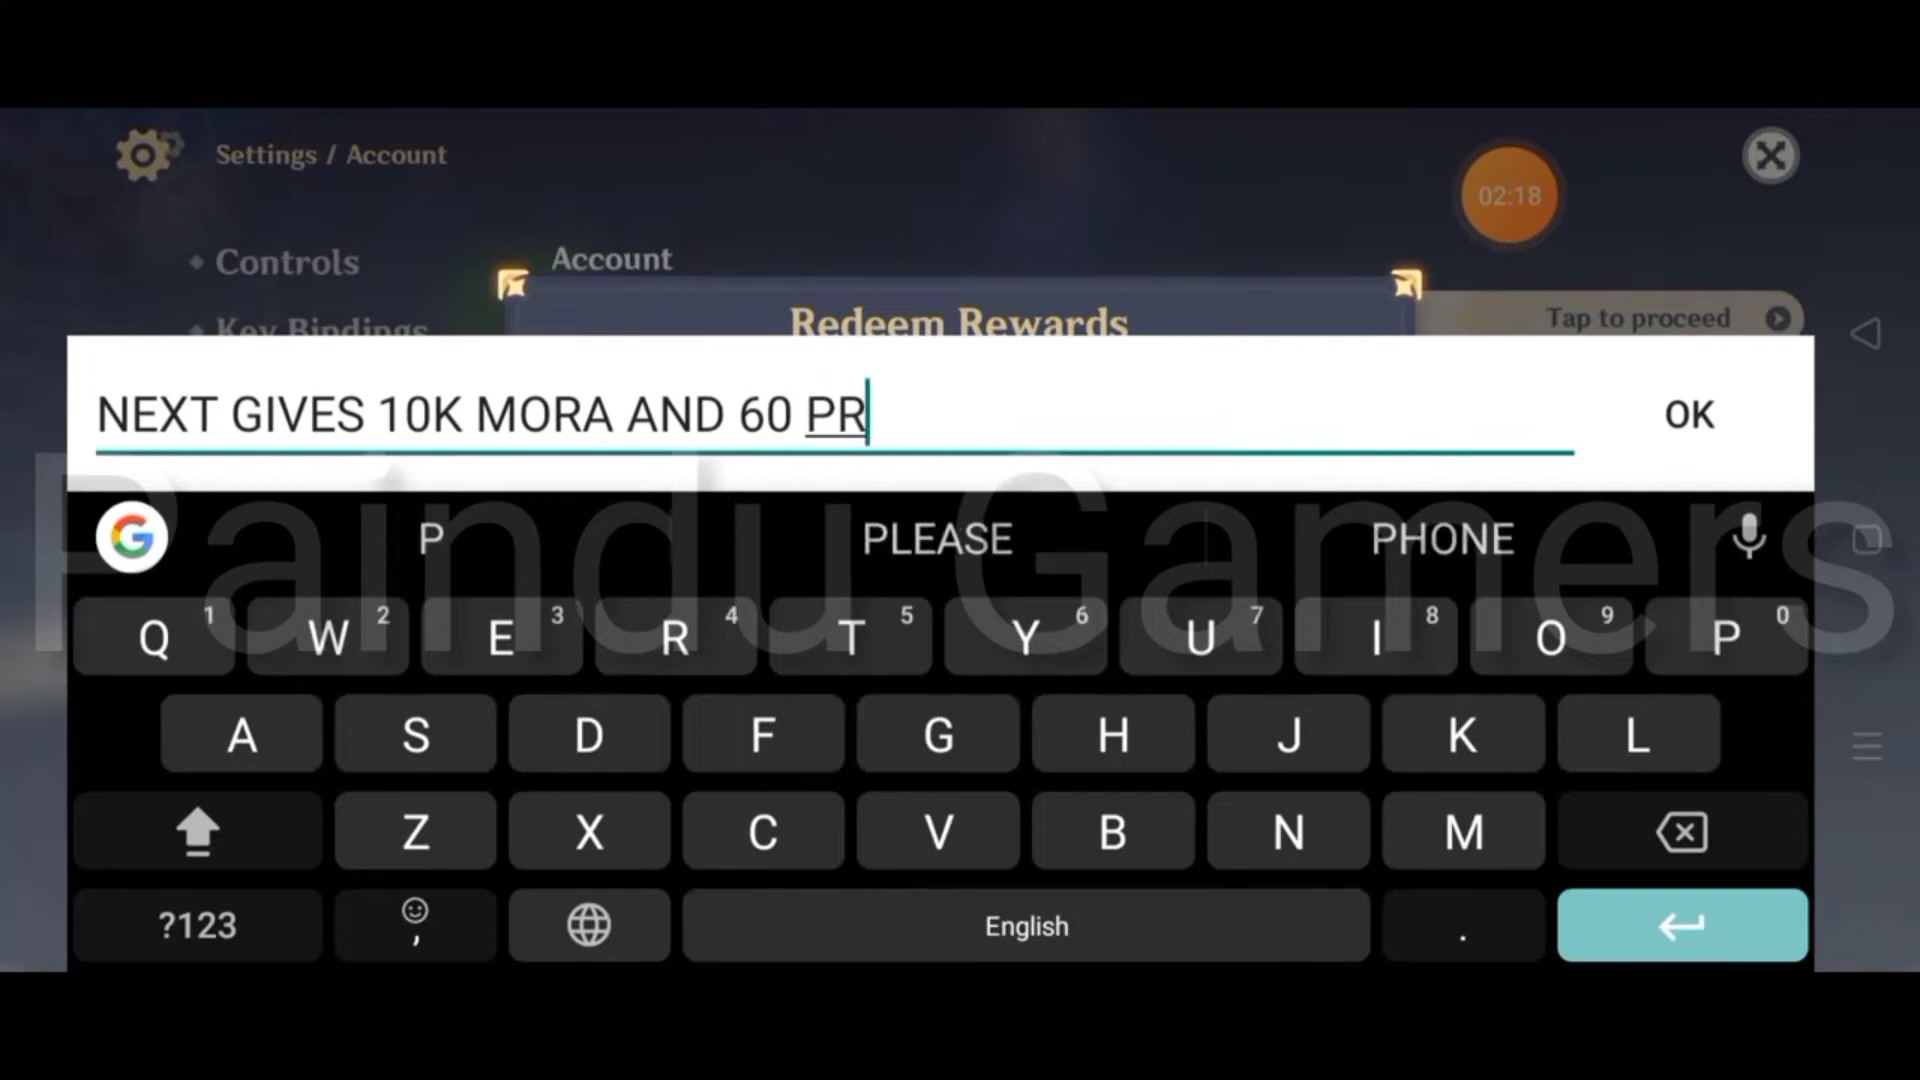 Settings / Account
02:18
Controls
Account
Key Bindings
Redeem Rewards
Tap to proceed
NEXT GIVES 10K MORA AND 60 PR
OK
Paindu Gamers
G
P PLEASE PHONE
Q 1 W 2 E 3 R 4 T 5 Y 6 U 7 I 8 O 9 P 0
A S D F G H J K L
Z X C V B N M
?123 , English .